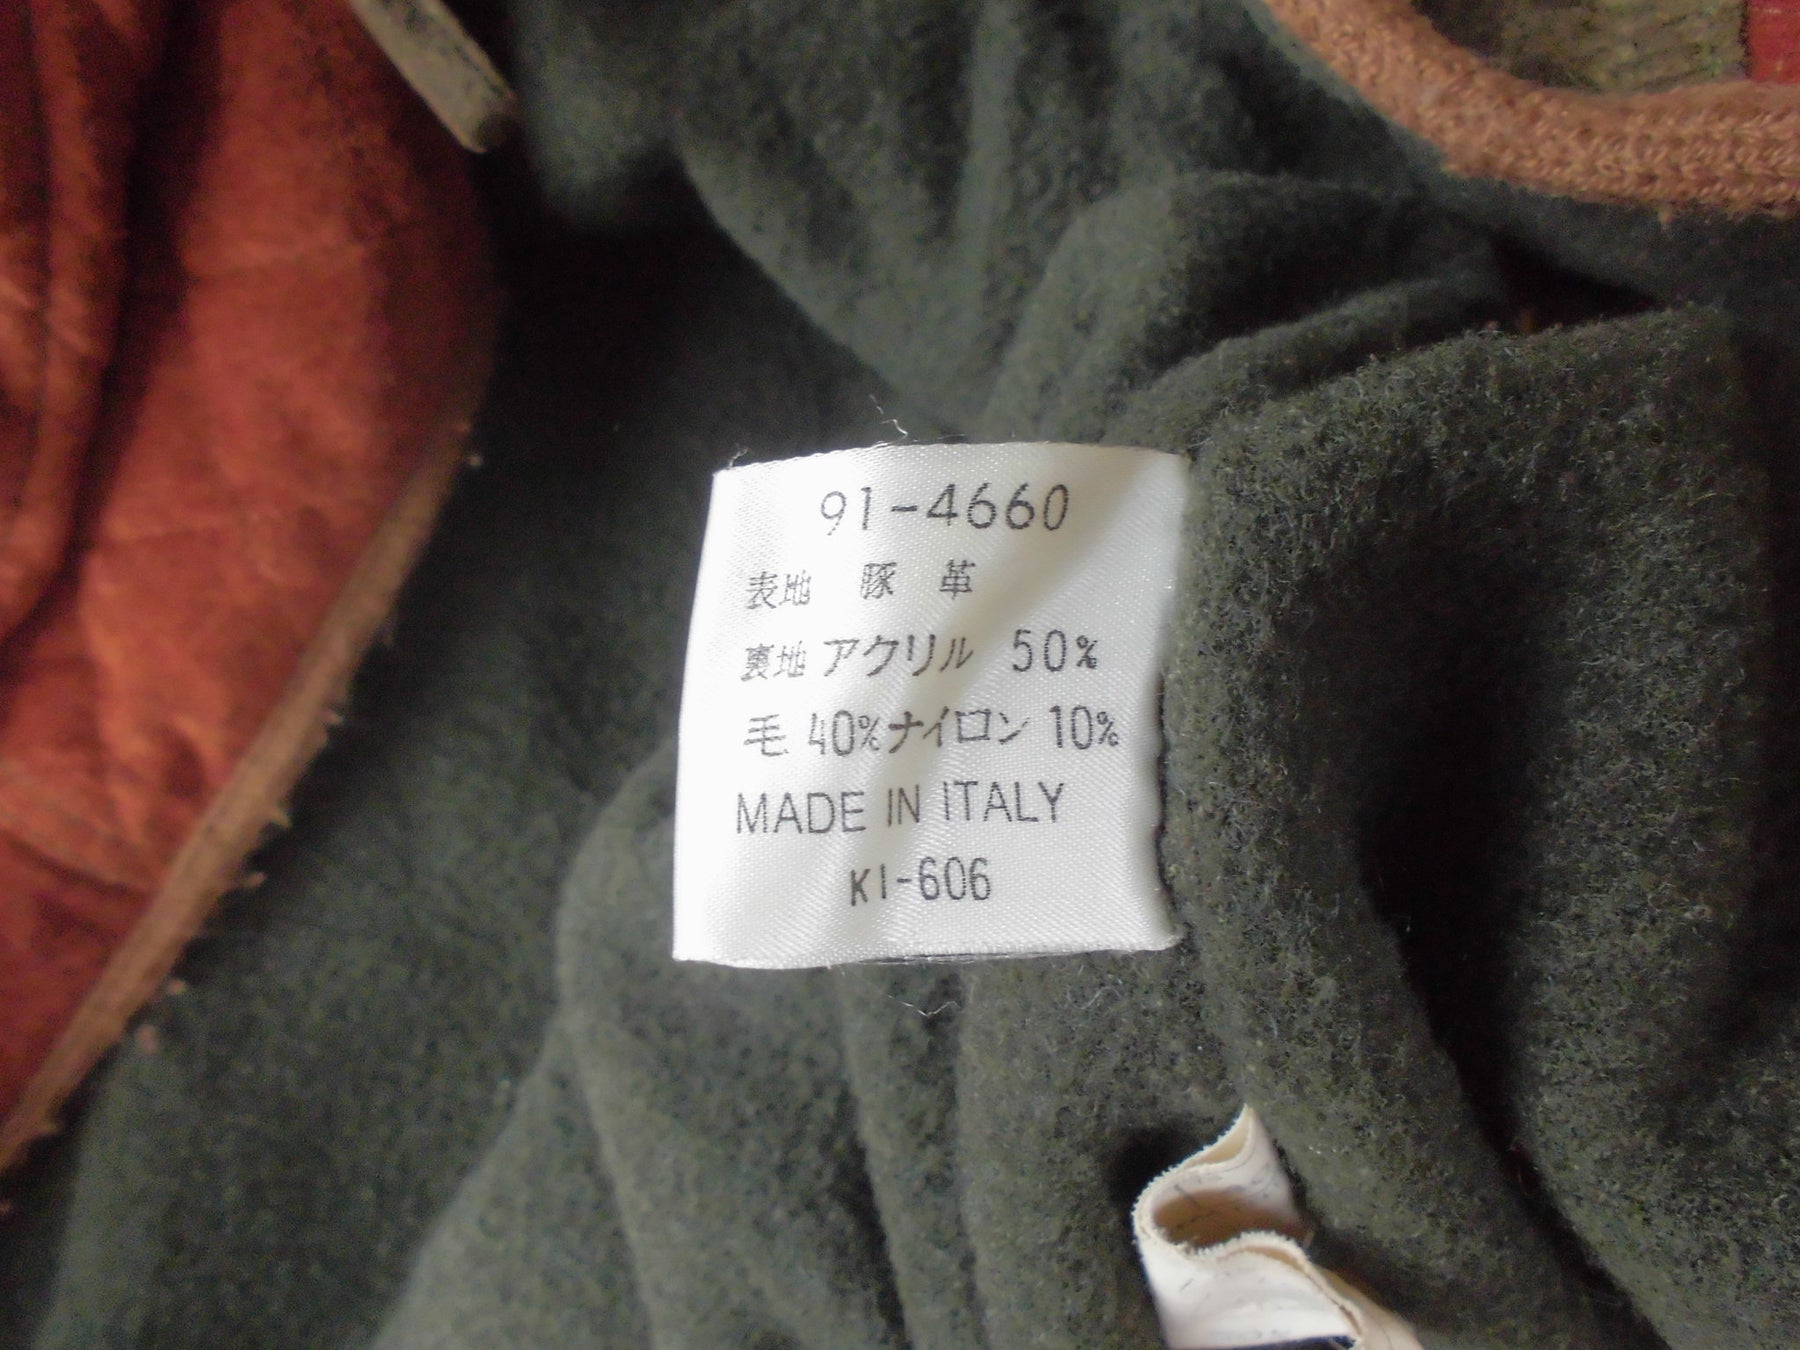 91-4660
表地 豚 革
裏地 アクリル 50%
毛 40%ナイロン 10%
MADE IN ITALY
KI-606